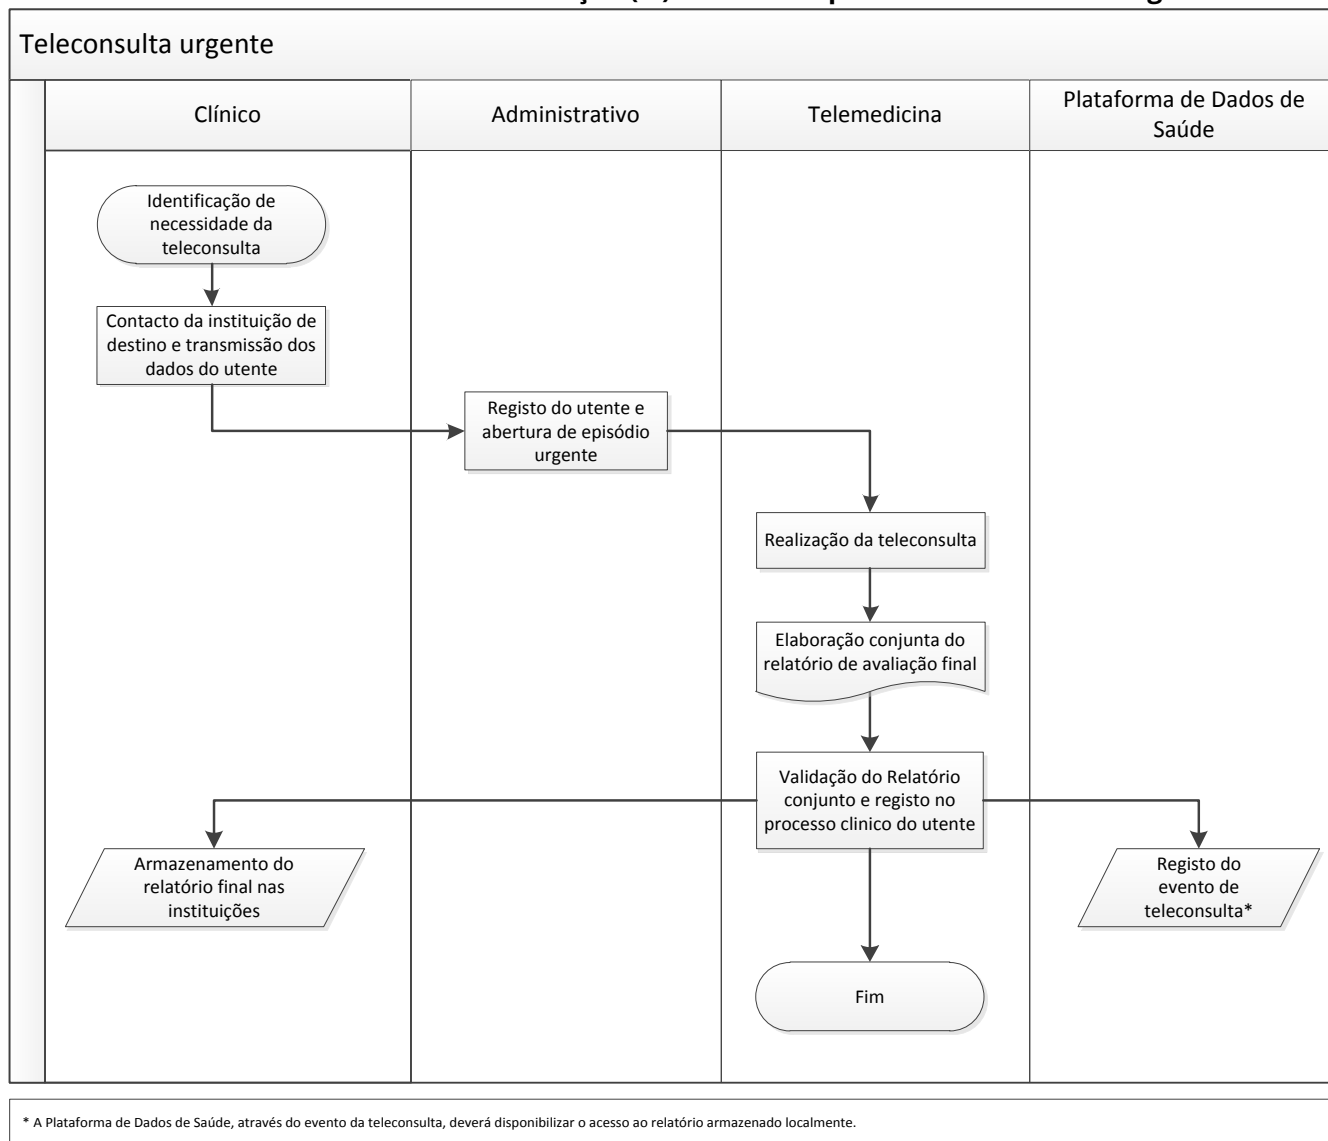 Teleconsulta urgente
Clínico
Administrativo
Telemedicina
Plataforma de Dados de
Saúde
Identificação de
necessidade da
teleconsulta
Contacto da instituição de
destino e transmissão dos
dados do utente
Registo do utente e
abertura de episódio
urgente
Realização da teleconsulta
Elaboração conjunta do
relatório de avaliação final
Validação do Relatório
conjunto e registo no
processo clinico do utente
Armazenamento do
relatório final nas
instituições
Registo do
evento de
teleconsulta*
Fim
* A Plataforma de Dados de Saúde, através do evento da teleconsulta, deverá disponibilizar o acesso ao relatório armazenado localmente.